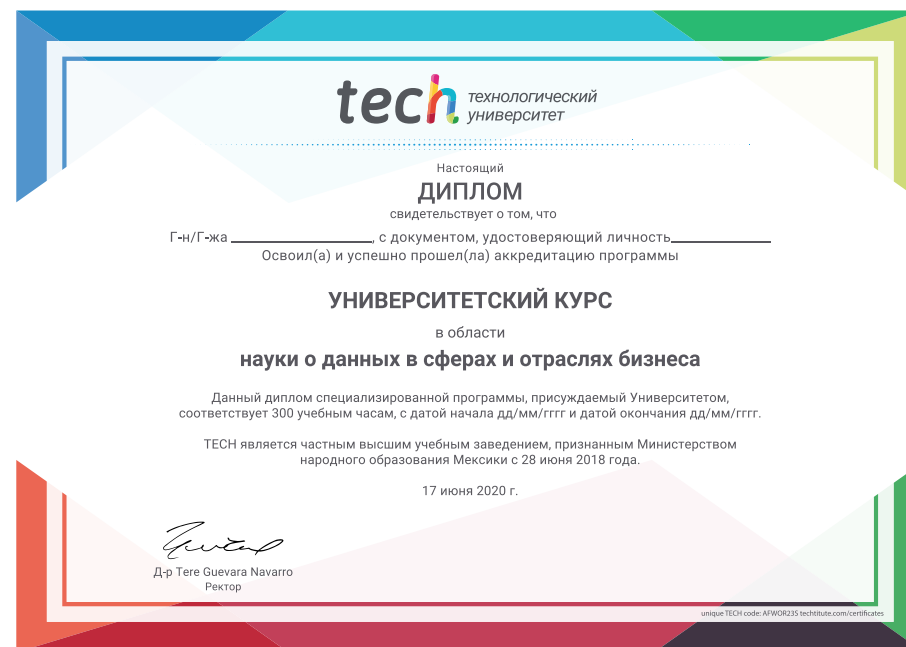 tech технологический
университет
Настоящий
ДИПЛОМ
свидетельствует о том, что
Г-н/Г-жа ____________________, с документом, удостоверяющий личность______________
Освоил(а) и успешно прошел(ла) аккредитацию программы
УНИВЕРСИТЕТСКИЙ КУРС
в области
науки о данных в сферах и отраслях бизнеса
Данный диплом специализированной программы, присуждаемый Университетом,
соответствует 300 учебным часам, с датой начала дд/мм/гггг и датой окончания дд/мм/гггг.
TECH является частным высшим учебным заведением, признанным Министерством
народного образования Мексики с 28 июня 2018 года.
17 июня 2020 г.
Д-р Tere Guevara Navarro
Ректор
unique TECH code: AFWOR23S techtitute.com/certificates